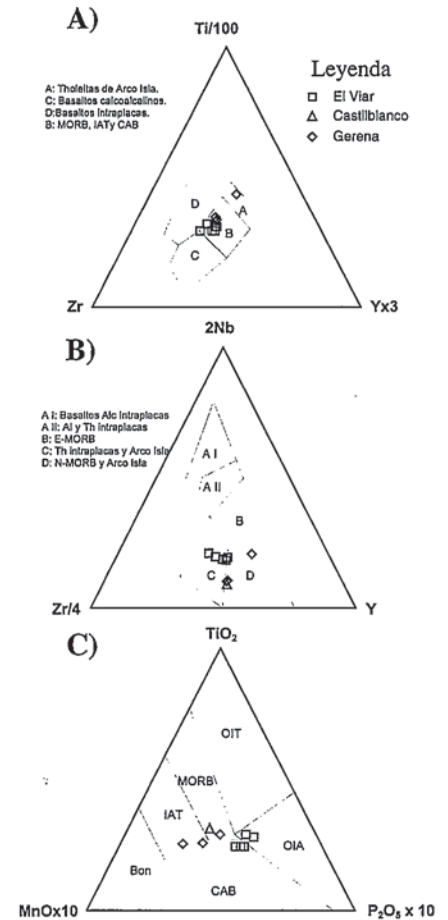 A)
Ti/100
Leyenda
El Viar
Castilblanco
Gerena
A: Tholeitas de Arco Isla.
C: Basaltos calcoalcalinos.
D:Basaltos Intraplacas.
B: MORB, IATy CAB
D
A
B
C
Zr
Yx3
B)
2Nb
A I: Basaltos Alc Intraplacas
A II: Al y Th intraplacas
B: E-MORB
C: Th Intraplacas y Arco Isla
D: N-MORB y Arco Isla
A I
A II
B
C
D
Zr/4
Y
C)
TiO₂
OIT
MORB
IAT
OIA
Bon
CAB
MnOx10
P₂O₅ x 10